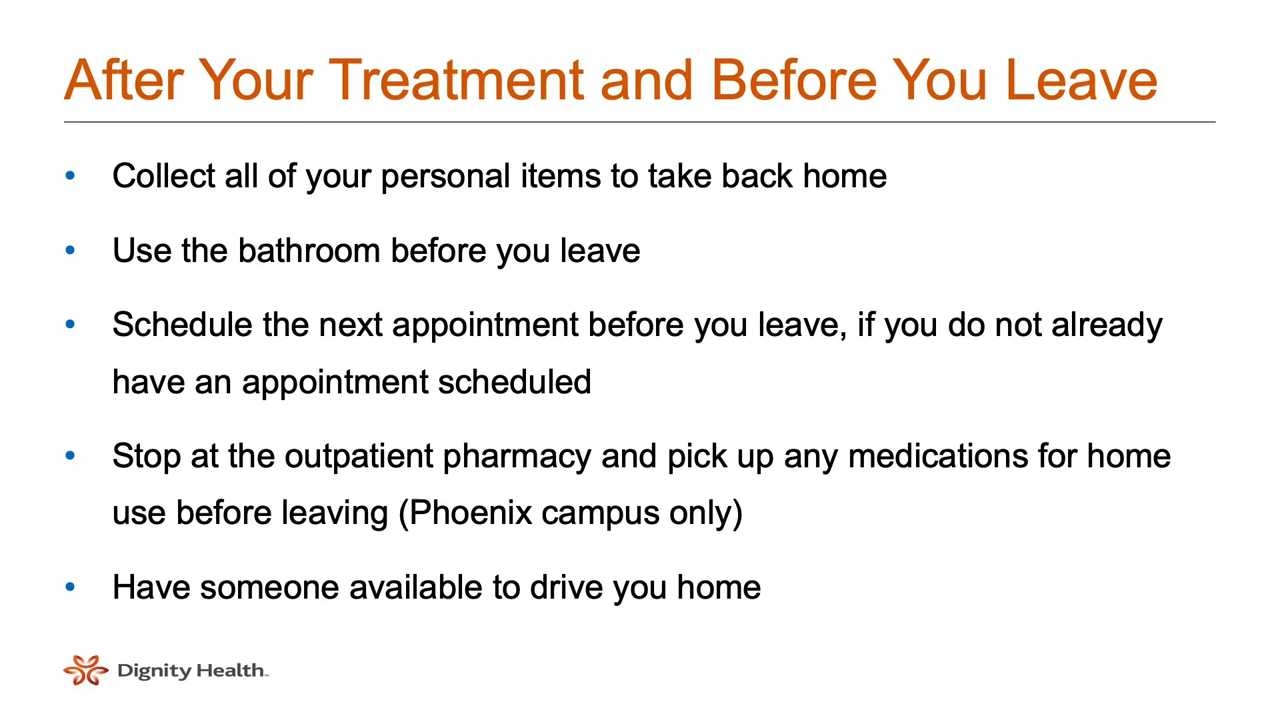 After Your Treatment and Before You Leave
• Collect all of your personal items to take back home
• Use the bathroom before you leave
• Schedule the next appointment before you leave, if you do not already
have an appointment scheduled
• Stop at the outpatient pharmacy and pick up any medications for home
use before leaving (Phoenix campus only)
• Have someone available to drive you home
Dignity Health™